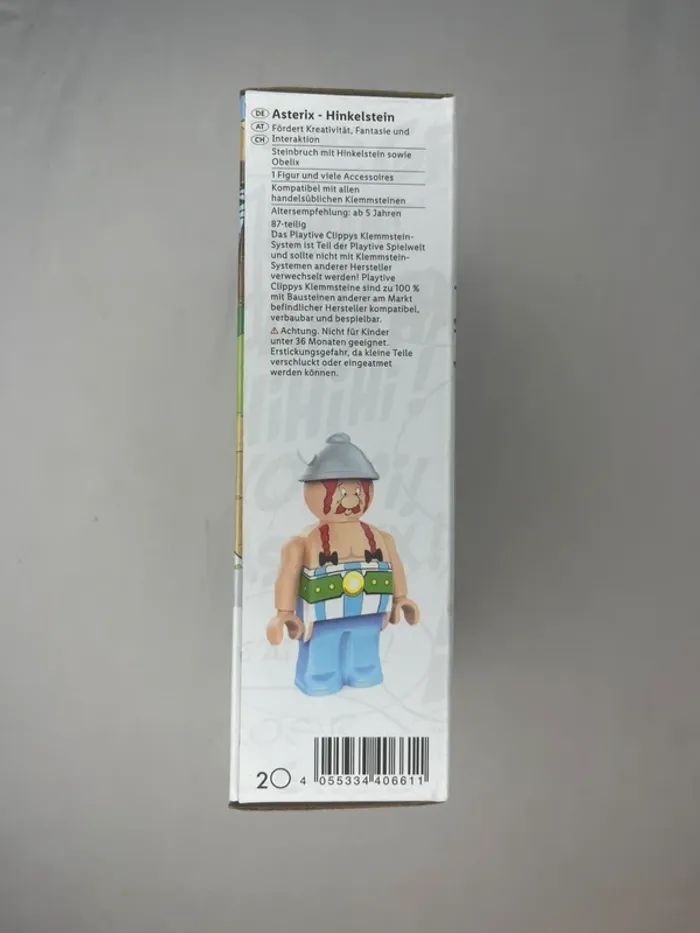 DE Asterix - Hinkelstein
AT Fördert Kreativität, Fantasie und
CH Interaktion
Steinbruch mit Hinkelstein sowie
Obelix
1 Figur und viele Accessoires
Kompatibel mit allen
handelsüblichen Klemmsteinen
Altersempfehlung: ab 5 Jahren
87-teilig
Das Playtive Clippys Klemmstein-
System ist Teil der Playtive Spielwelt
und sollte nicht mit Klemmstein-
Systemen anderer Hersteller
verwechselt werden! Playtive
Clippys Klemmsteine sind zu 100 %
mit Bausteinen anderer am Markt
befindlicher Hersteller kompatibel,
verbaubar und bespielbar.
⚠ Achtung. Nicht für Kinder
unter 36 Monaten geeignet.
Erstickungsgefahr, da kleine Teile
verschluckt oder eingeatmet
werden können.
HiHiHi!
2
4 055334 406611